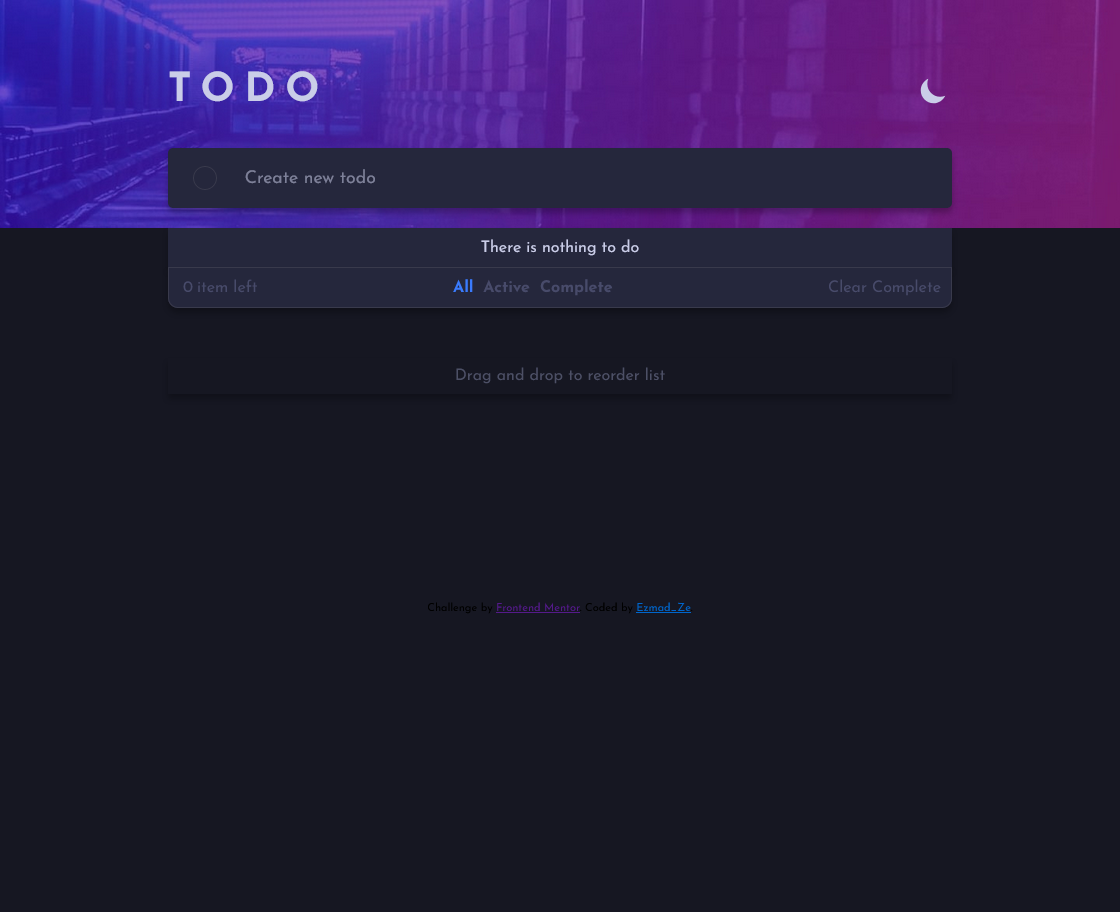 TODO
Create new todo
There is nothing to do
0 item left All Active Complete Clear Complete
Drag and drop to reorder list
Challenge by Frontend Mentor. Coded by Ezmad_Ze